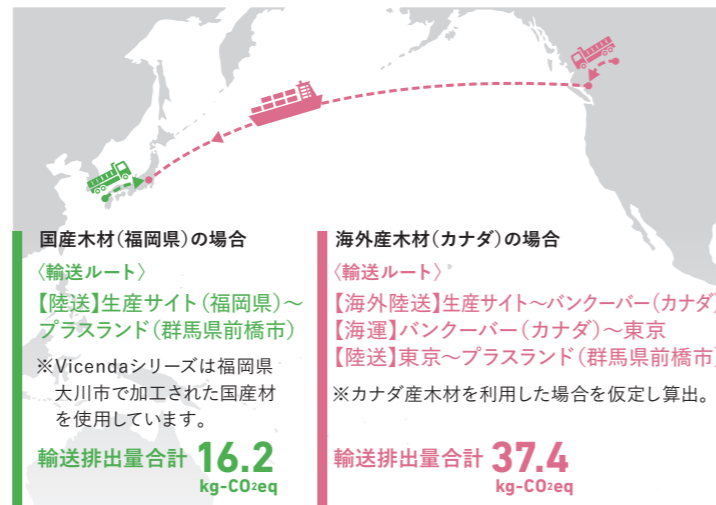 国産木材（福岡県）の場合
〈輸送ルート〉
【陸送】生産サイト（福岡県）～
プラスランド（群馬県前橋市）
※Vicendaシリーズは福岡県
大川市で加工された国産材
を使用しています。
輸送排出量合計 16.2
kg-CO2eq
海外産木材（カナダ）の場合
〈輸送ルート〉
【海外陸送】生産サイト～バンクーバー（カナダ）
【海運】バンクーバー（カナダ）～東京
【陸送】東京～プラスランド（群馬県前橋市）
※カナダ産木材を利用した場合を仮定し算出。
輸送排出量合計 37.4
kg-CO2eq